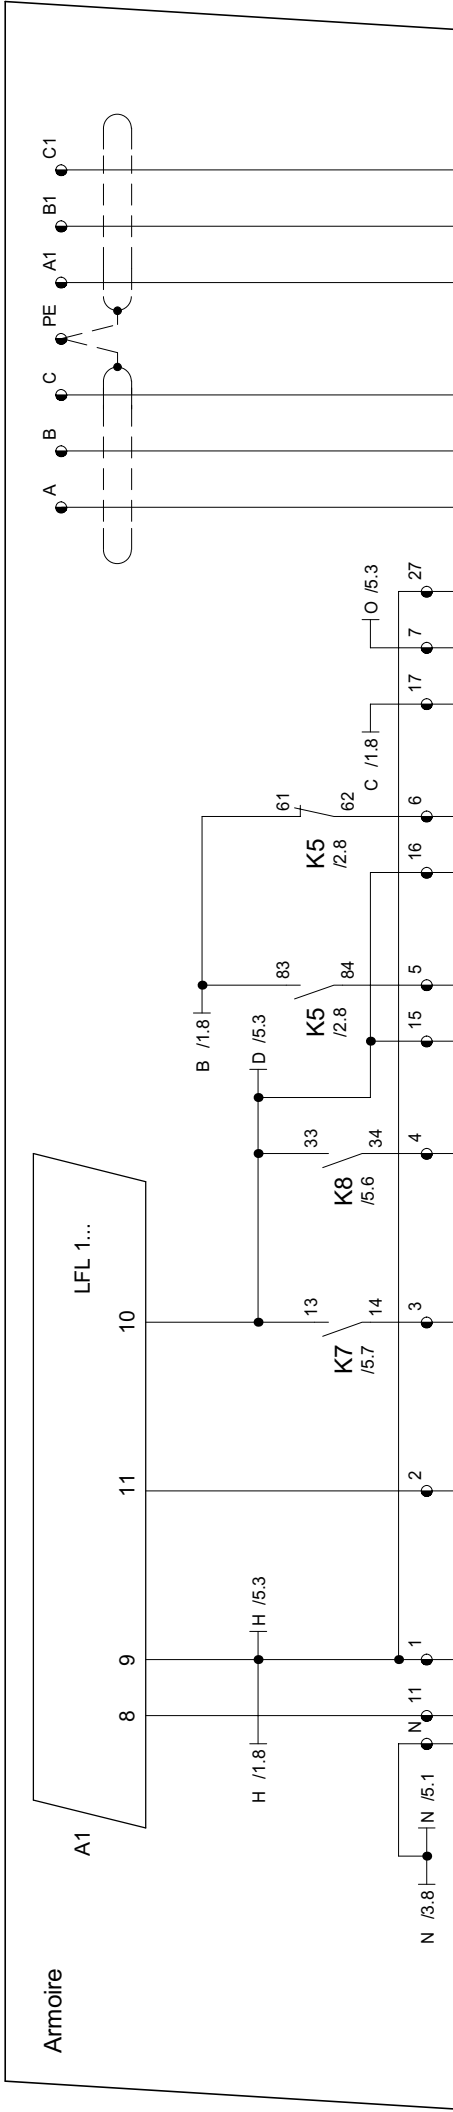 Armoire
A1
LFL 1...
8
9
11
10
A
B
C
PE
A1
B1
C1
H /1.8
H /5.3
B /1.8
D /5.3
C /1.8
O /5.3
K7
/5.7
13
14
K8
/5.6
33
34
K5
/2.8
83
84
K5
/2.8
61
62
N /3.8
N /5.1
N
11
1
2
3
4
15
5
16
6
17
7
27